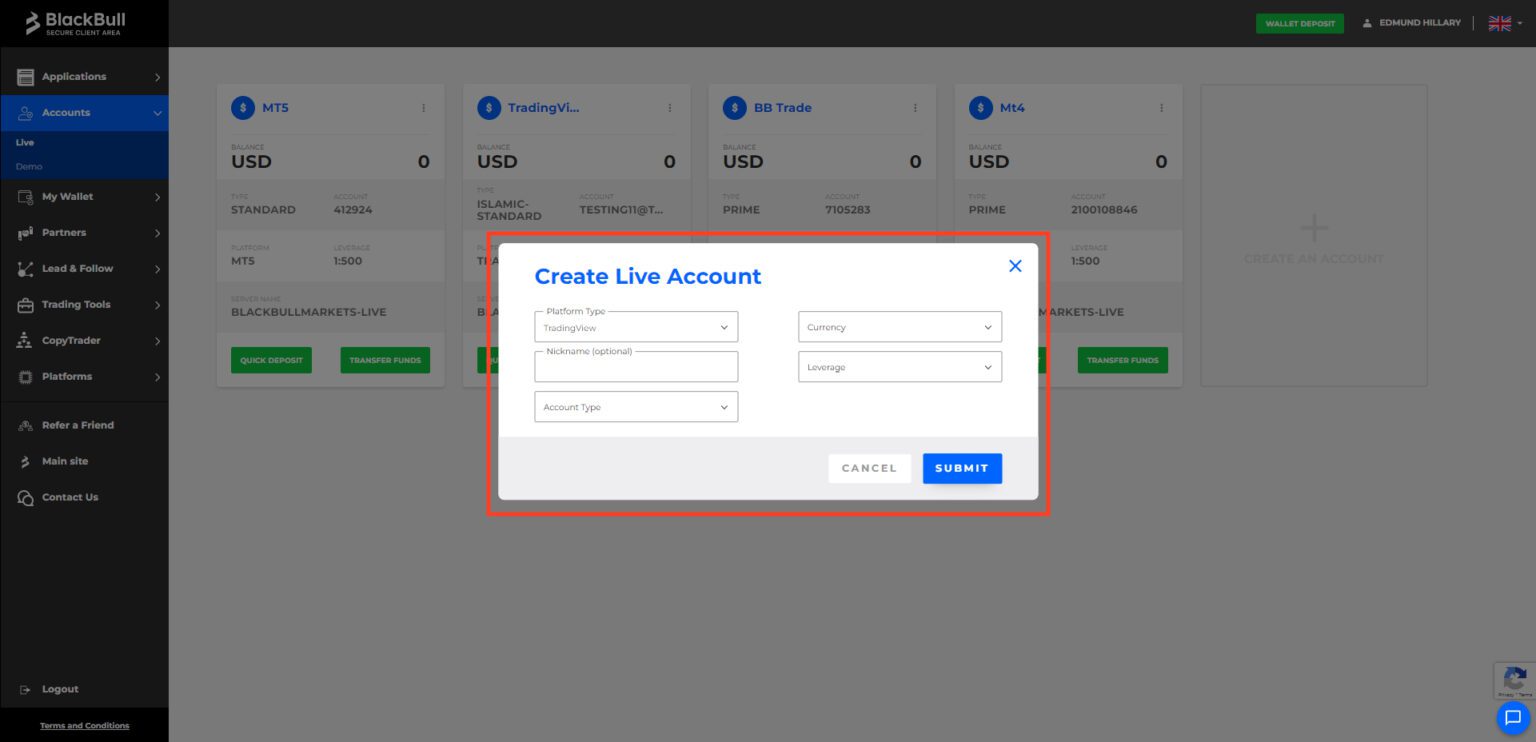 BlackBull
SECURE CLIENT AREA
WALLET DEPOSIT
EDMUND HILLARY
Applications
Accounts
Live
Demo
My Wallet
Partners
Lead & Follow
Trading Tools
CopyTrader
Platforms
Refer a Friend
Main site
Contact Us
Logout
Terms and Conditions
$ MT5
BALANCE
USD 0
TYPE ACCOUNT
STANDARD 412924
PLATFORM LEVERAGE
MT5 1:500
SERVER NAME
BLACKBULLMARKETS-LIVE
QUICK DEPOSIT TRANSFER FUNDS
$ TradingVi...
BALANCE
USD 0
TYPE ACCOUNT
ISLAMIC-
STANDARD TESTING11@T...
$ BB Trade
BALANCE
USD 0
TYPE ACCOUNT
PRIME 7105283
$ Mt4
BALANCE
USD 0
TYPE ACCOUNT
PRIME 2100108846
LEVERAGE
1:500
MARKETS-LIVE
TRANSFER FUNDS
CREATE AN ACCOUNT
Create Live Account
Platform Type
TradingView
Currency
Nickname (optional)
Leverage
Account Type
CANCEL SUBMIT
Privacy - Terms